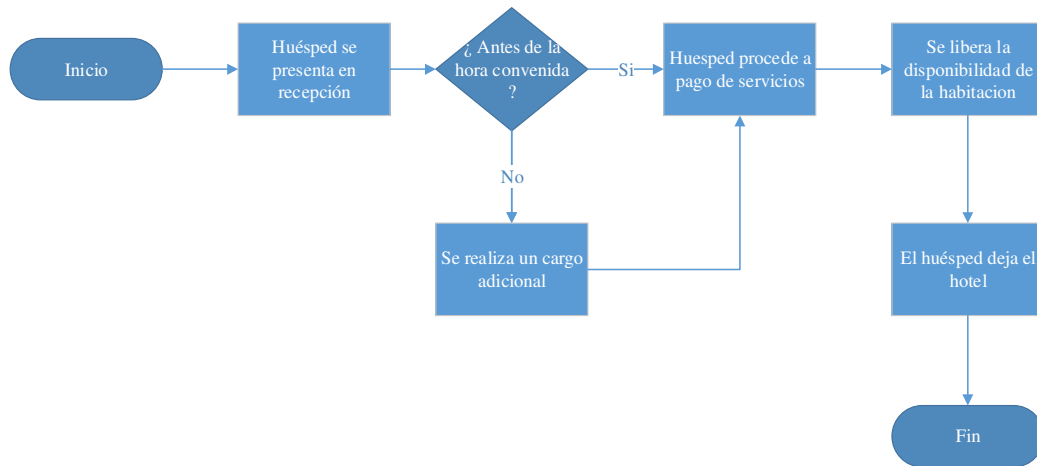 Inicio
Huésped se
presenta en
recepción
¿ Antes de la
hora convenida
?
Si
Huesped procede a
pago de servicios
Se libera la
disponibilidad de
la habitacion
No
Se realiza un cargo
adicional
El huésped deja el
hotel
Fin